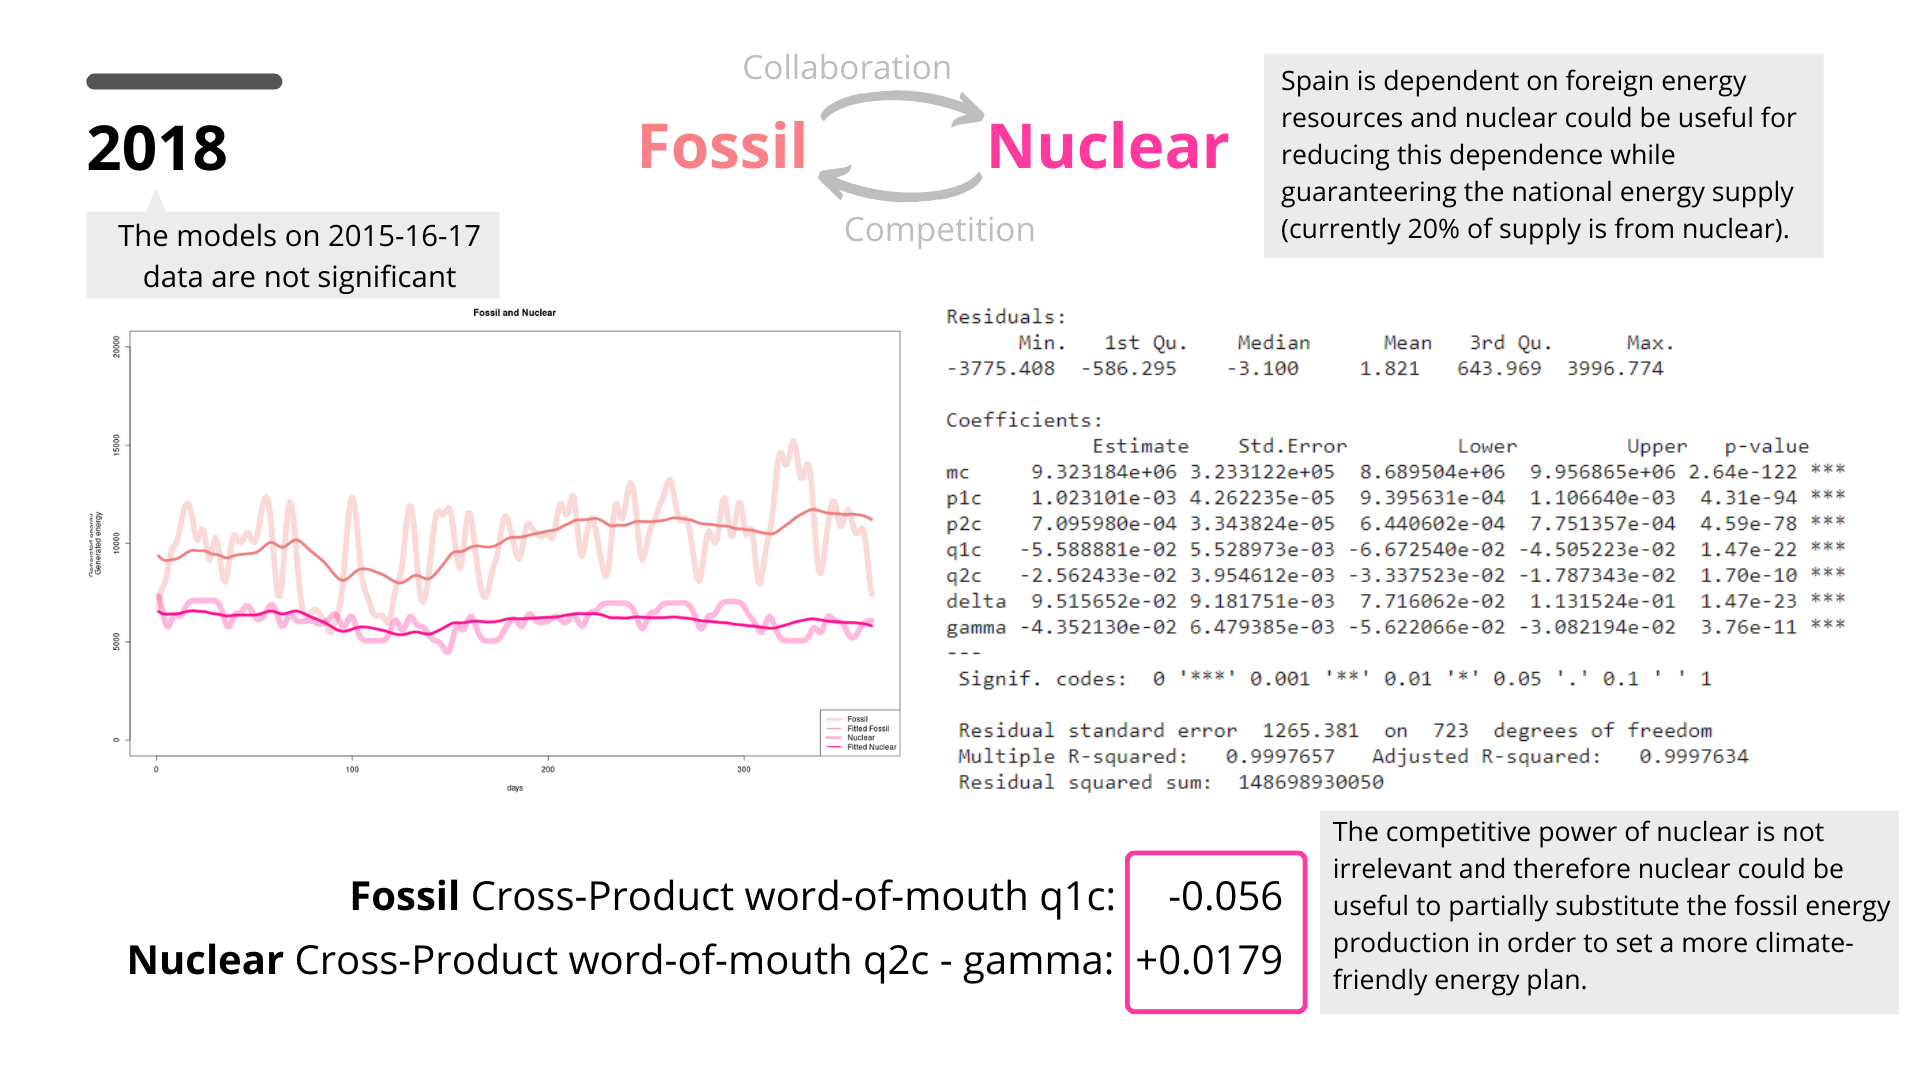 2018
The models on 2015-16-17
data are not significant
Collaboration
Fossil
Nuclear
Competition
Spain is dependent on foreign energy
resources and nuclear could be useful for
reducing this dependence while
guaranteeing the national energy supply
(currently 20% of supply is from nuclear).
Fossil and Nuclear
20000
15000
10000
5000
0
Generated energy
Generated energy
0 100 200 300
days
Fossil
Fitted Fossil
Nuclear
Fitted Nuclear
Residuals:
Min. 1st Qu. Median Mean 3rd Qu. Max.
-3775.408 -586.295 -3.100 1.821 643.969 3996.774
Coefficients:
Estimate Std.Error Lower Upper p-value
mc 9.323184e+06 3.233122e+05 8.689504e+06 9.956865e+06 2.64e-122 ***
p1c 1.023101e-03 4.262235e-05 9.395631e-04 1.106640e-03 4.31e-94 ***
p2c 7.095980e-04 3.343824e-05 6.440602e-04 7.751357e-04 4.59e-78 ***
q1c -5.588881e-02 5.528973e-03 -6.672540e-02 -4.505223e-02 1.47e-22 ***
q2c -2.562433e-02 3.954612e-03 -3.337523e-02 -1.787343e-02 1.70e-10 ***
delta 9.515652e-02 9.181751e-03 7.716062e-02 1.131524e-01 1.47e-23 ***
gamma -4.352130e-02 6.479385e-03 -5.622066e-02 -3.082194e-02 3.76e-11 ***
---
Signif. codes: 0 '***' 0.001 '**' 0.01 '*' 0.05 '.' 0.1 ' ' 1
Residual standard error 1265.381 on 723 degrees of freedom
Multiple R-squared: 0.9997657 Adjusted R-squared: 0.9997634
Residual squared sum: 148698930050
Fossil Cross-Product word-of-mouth q1c: -0.056
Nuclear Cross-Product word-of-mouth q2c - gamma: +0.0179
The competitive power of nuclear is not
irrelevant and therefore nuclear could be
useful to partially substitute the fossil energy
production in order to set a more climate-
friendly energy plan.